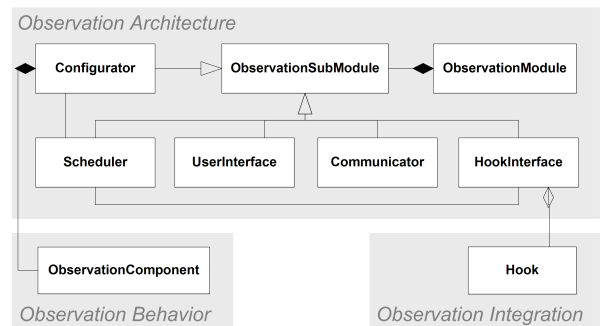 Observation Architecture
Configurator
ObservationSubModule
ObservationModule
Scheduler
UserInterface
Communicator
HookInterface
ObservationComponent
Hook
Observation Behavior
Observation Integration